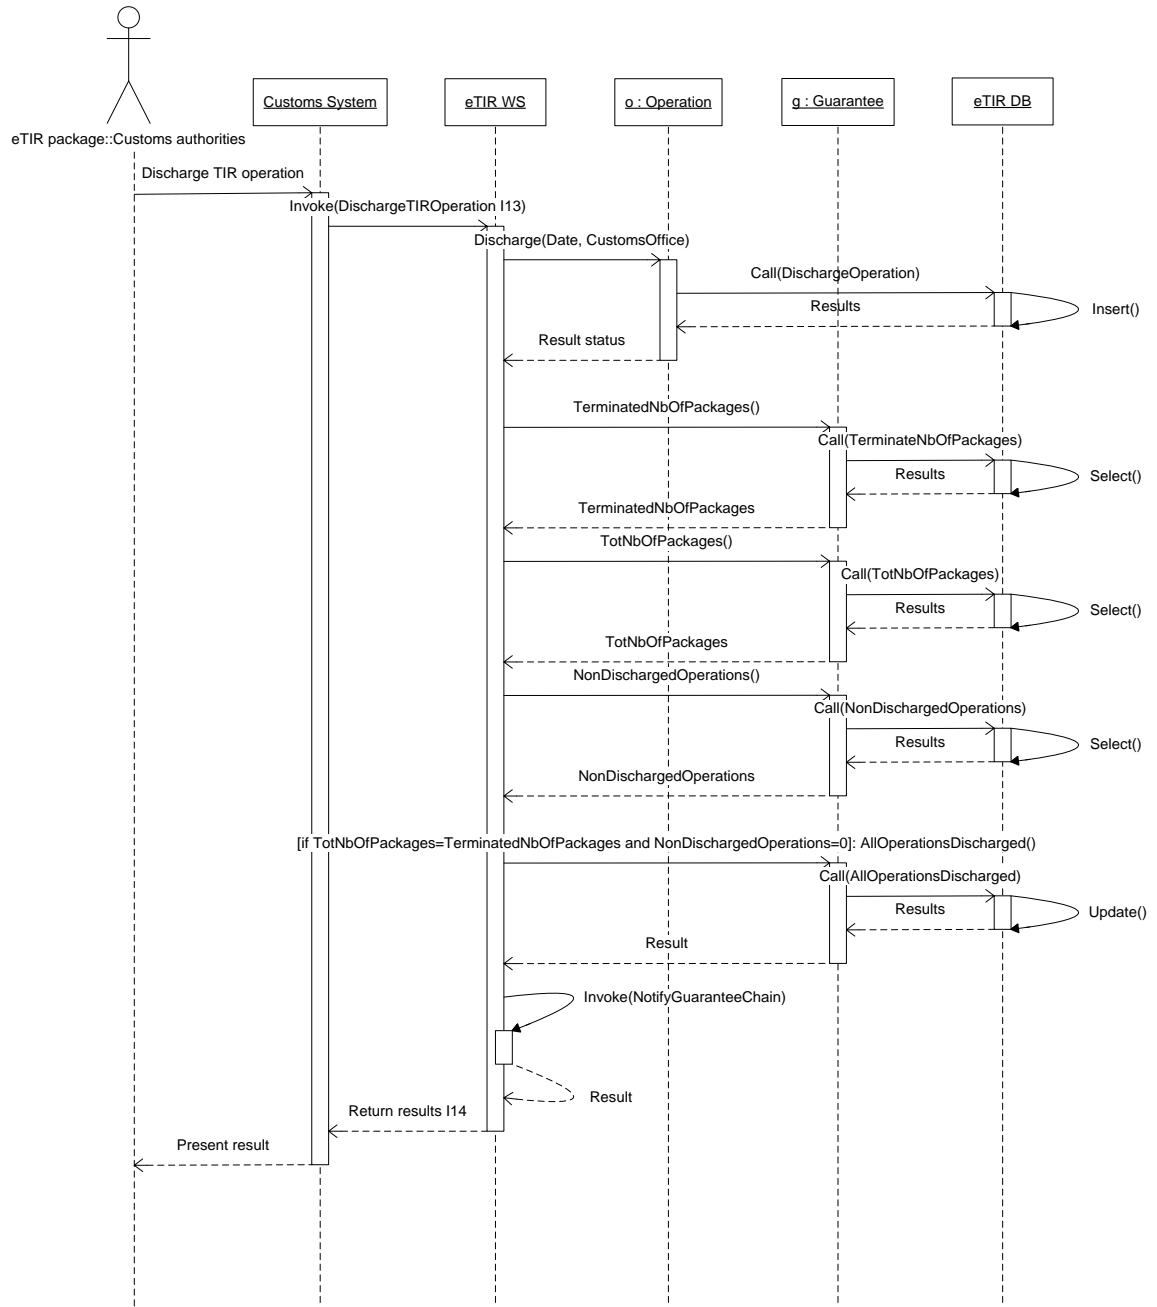 Customs System
eTIR WS
o : Operation
g : Guarantee
eTIR DB
eTIR package::Customs authorities
Discharge TIR operation
Invoke(DischargeTIROperation I13)
Discharge(Date, CustomsOffice)
Call(DischargeOperation)
Results
Insert()
Result status
TerminatedNbOfPackages()
Call(TerminateNbOfPackages)
Results
Select()
TerminatedNbOfPackages
TotNbOfPackages()
Call(TotNbOfPackages)
Results
Select()
TotNbOfPackages
NonDischargedOperations()
Call(NonDischargedOperations)
Results
Select()
NonDischargedOperations
[if TotNbOfPackages=TerminatedNbOfPackages and NonDischargedOperations=0]: AllOperationsDischarged()
Call(AllOperationsDischarged)
Results
Update()
Result
Invoke(NotifyGuaranteeChain)
Result
Return results I14
Present result